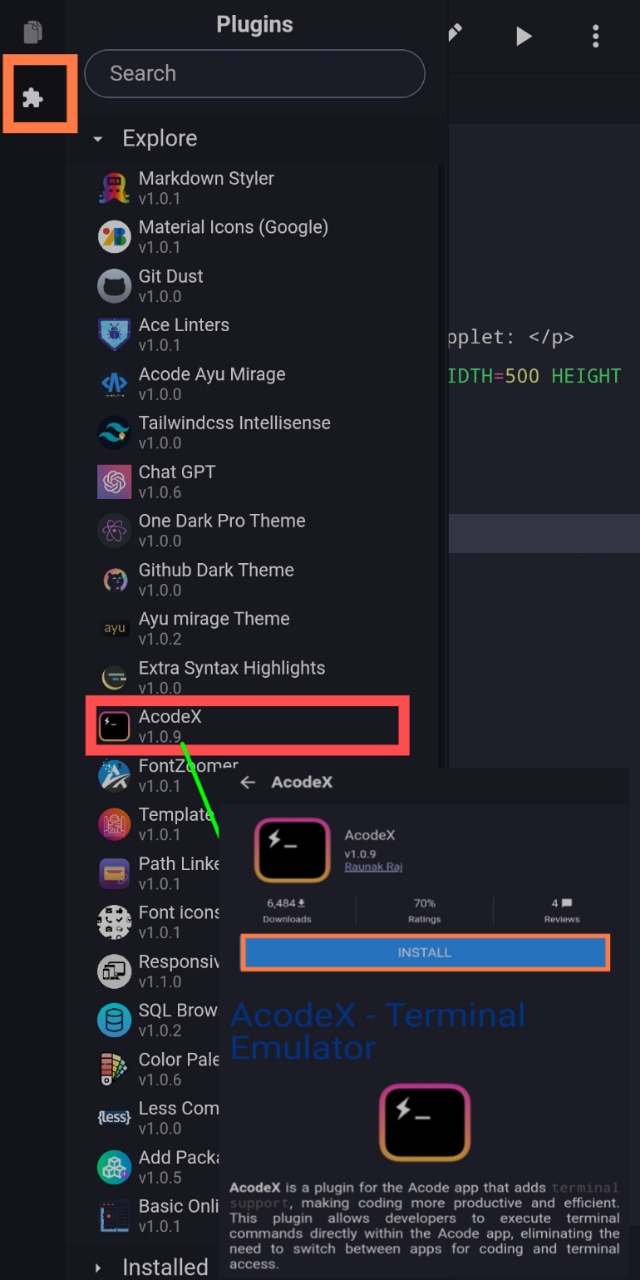 Plugins
Search
Explore
Markdown Styler
v1.0.1
Material Icons (Google)
v1.0.1
Git Dust
v1.0.0
Ace Linters
v1.0.1
Acode Ayu Mirage
v1.0.0
Tailwindcss Intellisense
v1.0.0
Chat GPT
v1.0.6
One Dark Pro Theme
v1.0.0
Github Dark Theme
v1.0.0
ayu
Ayu mirage Theme
v1.0.2
Extra Syntax Highlights
v1.0.0
AcodeX
v1.0.9
FontZoomer
v1.0.1
Template
v1.0.1
Path Linke
v1.0.1
Font icons
v1.0.1
Responsiv
v1.1.0
SQL Brow
v1.0.2
Color Pale
v1.0.6
{less}
Less Com
v1.0.0
Add Packa
v1.0.5
Basic Onli
v1.0.1
Installed
pplet: </p>
IDTH=500 HEIGHT
AcodeX
AcodeX
v1.0.9
Raunak Raj
6,484
Downloads
70%
Ratings
4
Reviews
INSTALL
AcodeX - Terminal
Emulator
AcodeX is a plugin for the Acode app that adds terminal
support, making coding more productive and efficient.
This plugin allows developers to execute terminal
commands directly within the Acode app, eliminating the
need to switch between apps for coding and terminal
access.